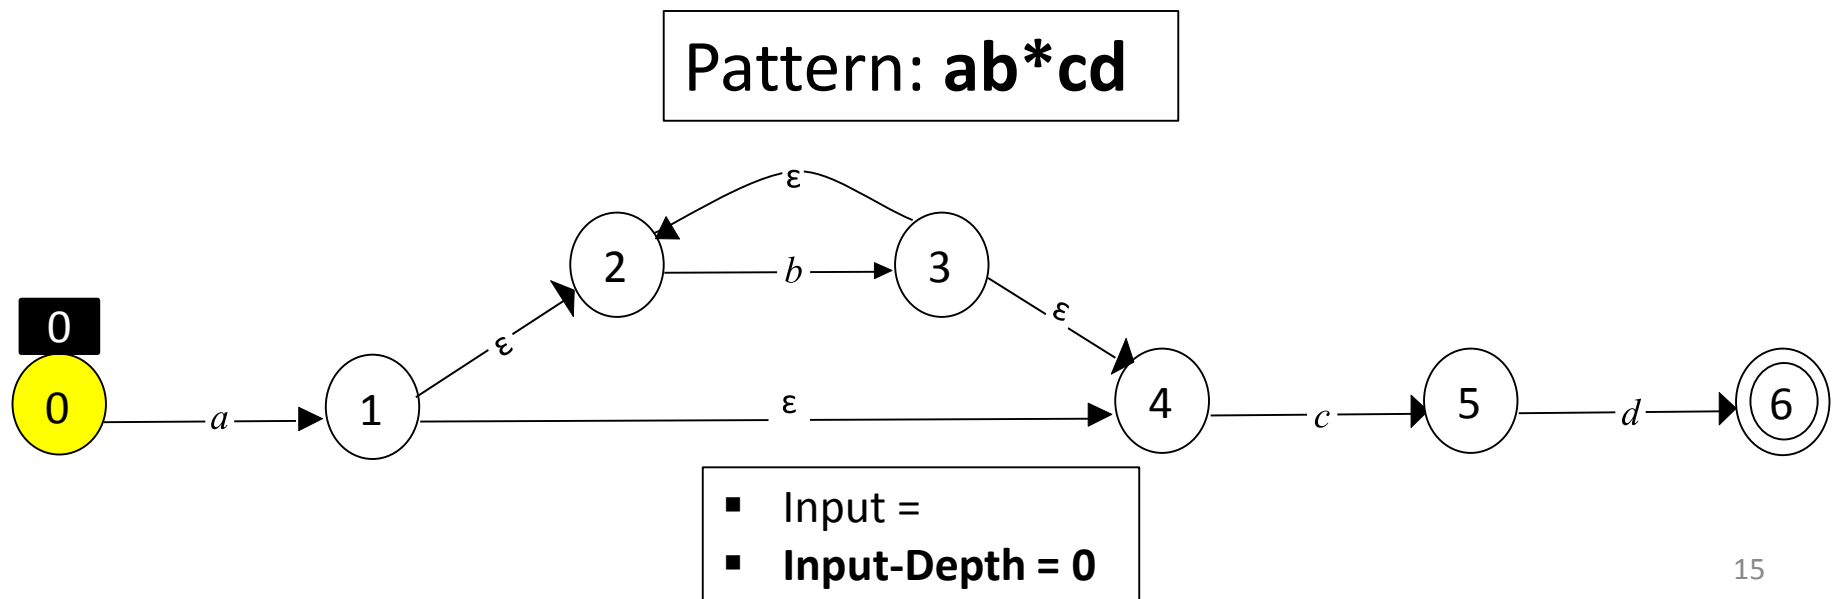 Pattern: ab*cd
ε
2
b
3
0
ε
ε
0
a
1
ε
4
c
5
d
6
▪ Input =
▪ Input-Depth = 0
15